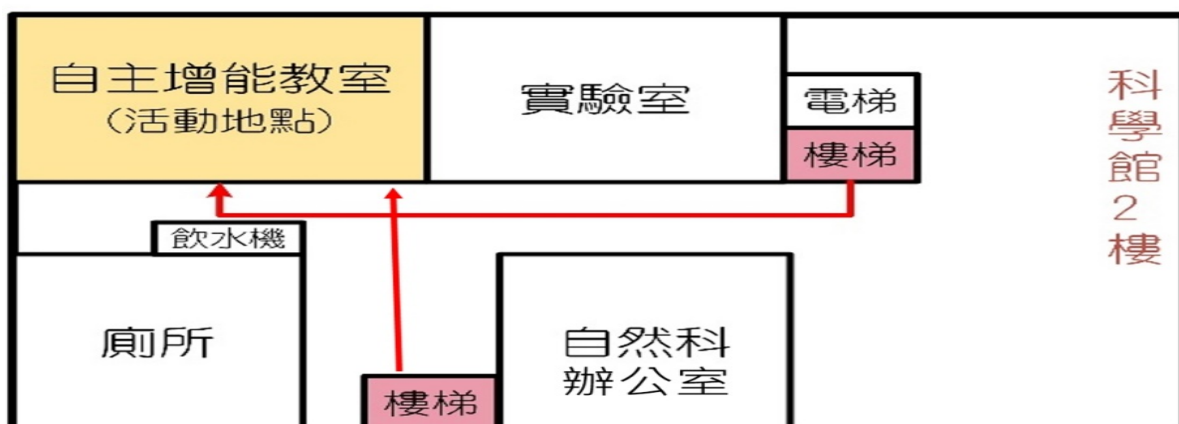 自主增能教室
(活動地點)
實驗室
電梯
樓梯
科學館2樓
飲水機
廁所
樓梯
自然科
辦公室